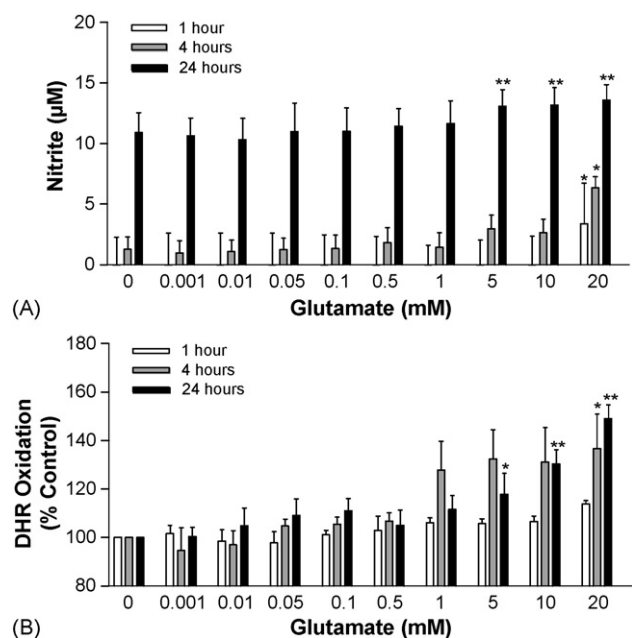 20
1 hour
4 hours
24 hours
15
** ** **
10
Nitrite (µM)
5
* *
0
0 0.001 0.01 0.05 0.1 0.5 1 5 10 20
(A) Glutamate (mM)
180
1 hour
4 hours
24 hours
160
* **
140
**
DHR Oxidation
(% Control)
*
120
100
80
0 0.001 0.01 0.05 0.1 0.5 1 5 10 20
(B) Glutamate (mM)